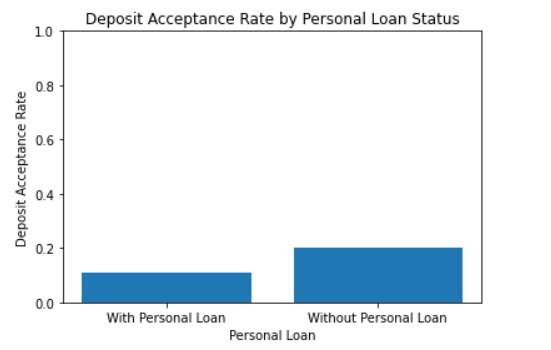 Deposit Acceptance Rate by Personal Loan Status
1.0
0.8
0.6
0.4
0.2
0.0
Deposit Acceptance Rate
With Personal Loan
Without Personal Loan
Personal Loan